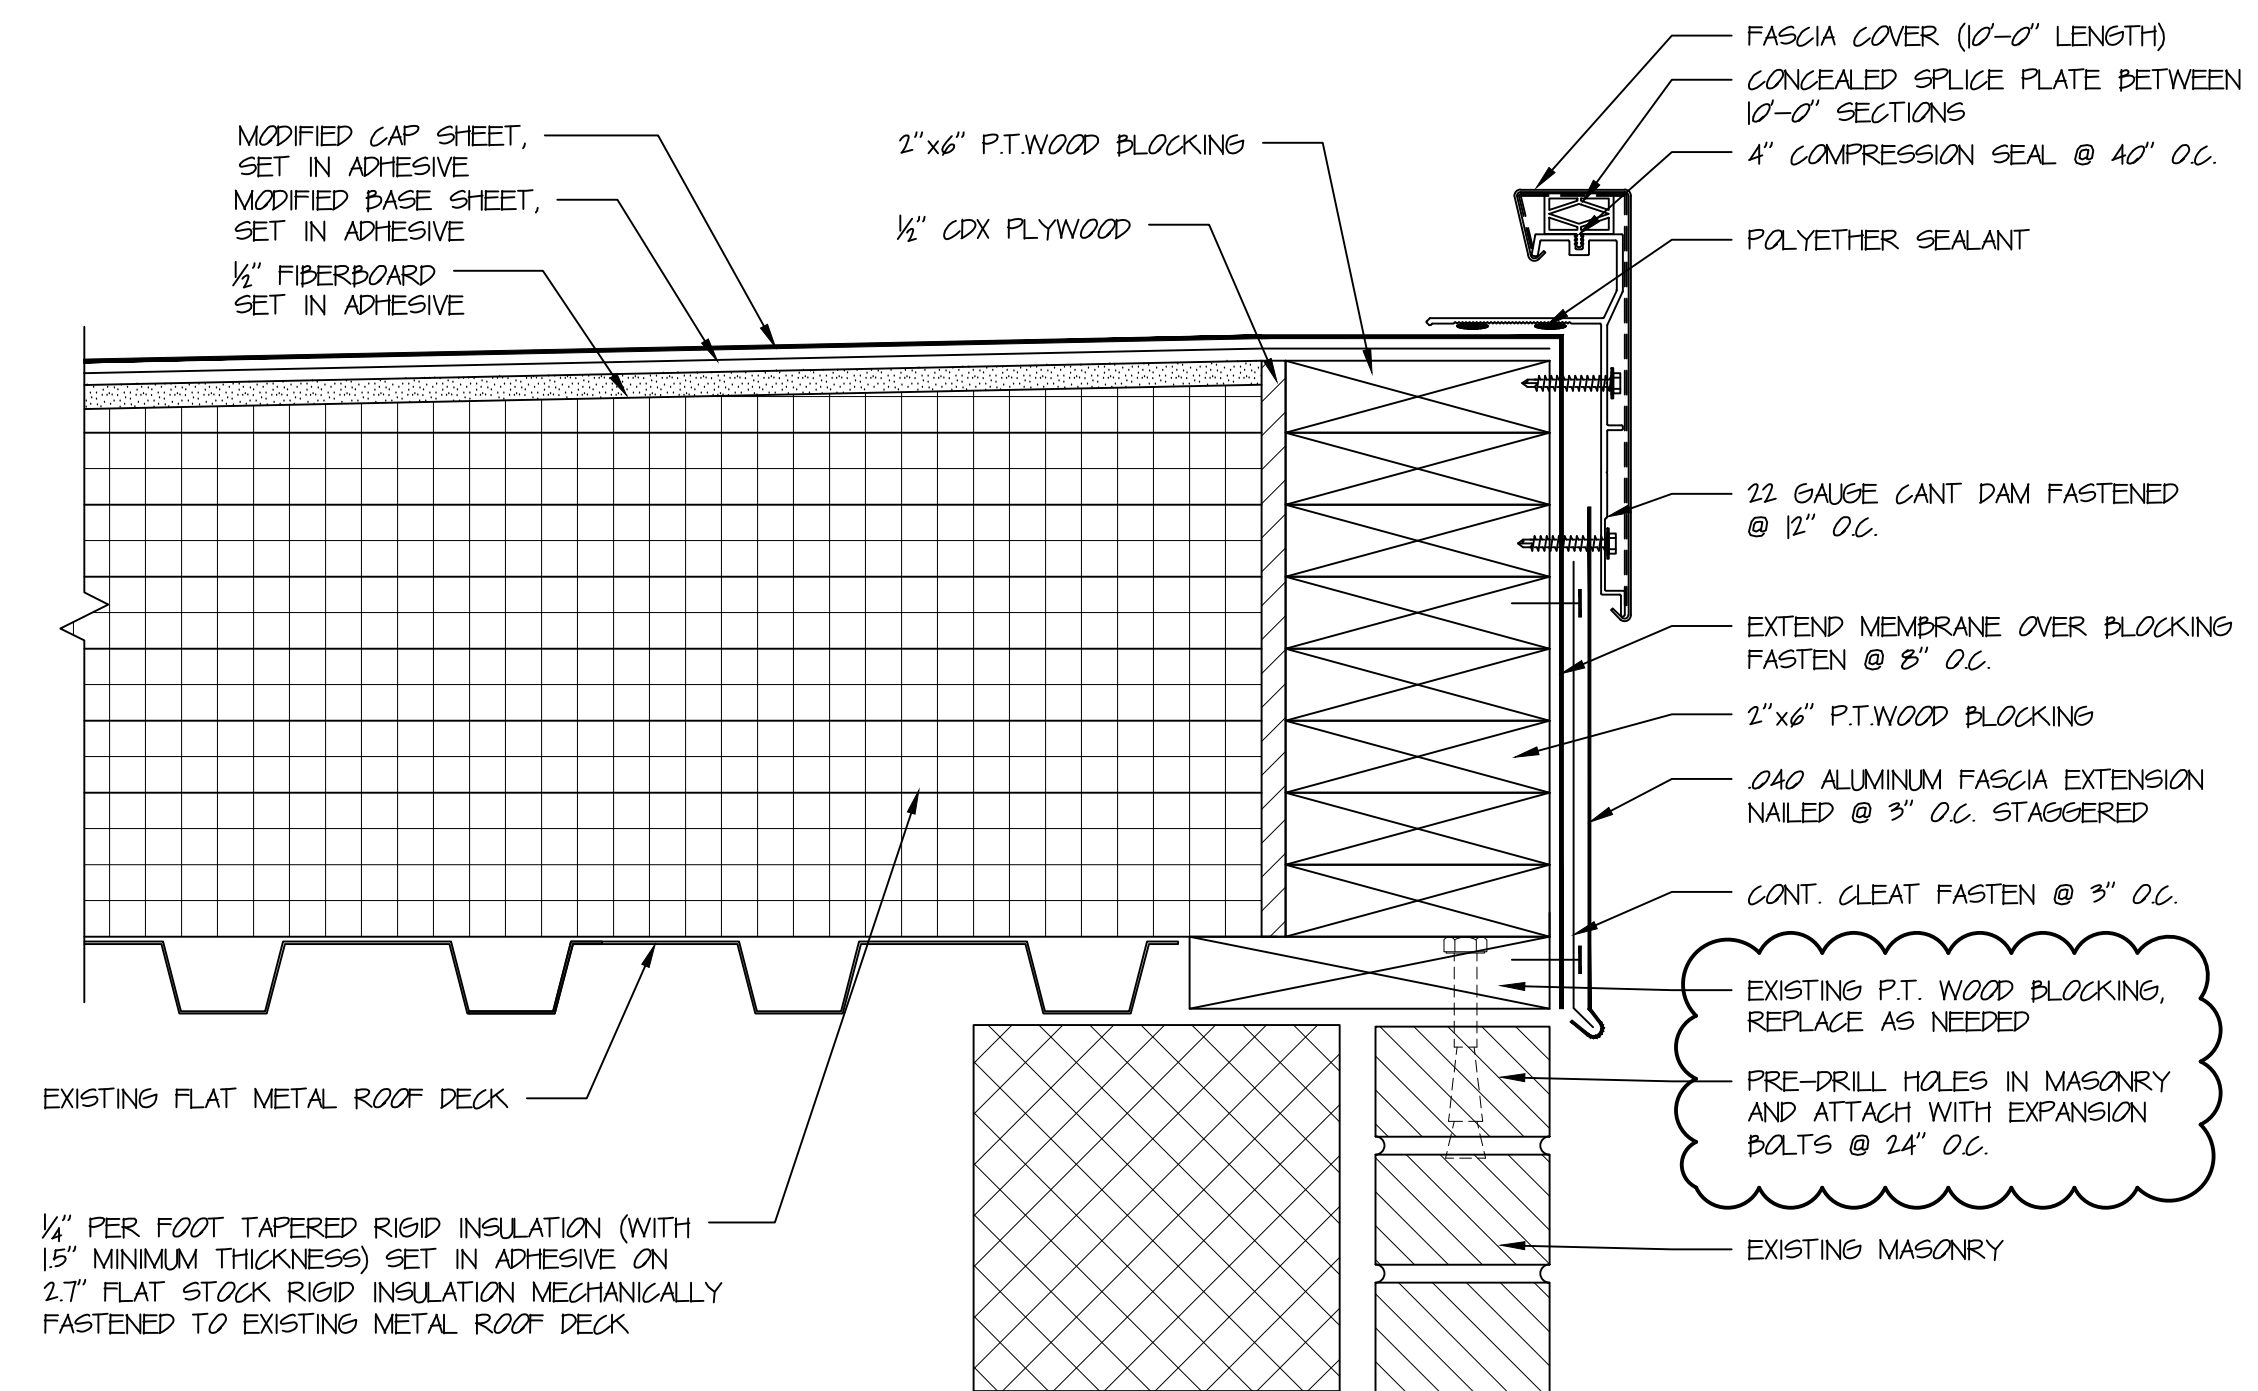 MODIFIED CAP SHEET,
SET IN ADHESIVE
MODIFIED BASE SHEET,
SET IN ADHESIVE
½" FIBERBOARD
SET IN ADHESIVE
2"x6" P.T.WOOD BLOCKING
½" CDX PLYWOOD
FASCIA COVER (10'-0" LENGTH)
CONCEALED SPLICE PLATE BETWEEN
10'-0" SECTIONS
4" COMPRESSION SEAL @ 40" O.C.
POLYETHER SEALANT
22 GAUGE CANT DAM FASTENED
@ 12" O.C.
EXTEND MEMBRANE OVER BLOCKING
FASTEN @ 8" O.C.
2"x6" P.T.WOOD BLOCKING
.040 ALUMINUM FASCIA EXTENSION
NAILED @ 3" O.C. STAGGERED
CONT. CLEAT FASTEN @ 3" O.C.
EXISTING P.T. WOOD BLOCKING,
REPLACE AS NEEDED
PRE-DRILL HOLES IN MASONRY
AND ATTACH WITH EXPANSION
BOLTS @ 24" O.C.
EXISTING MASONRY
EXISTING FLAT METAL ROOF DECK
¼" PER FOOT TAPERED RIGID INSULATION (WITH
1.5" MINIMUM THICKNESS) SET IN ADHESIVE ON
2.7" FLAT STOCK RIGID INSULATION MECHANICALLY
FASTENED TO EXISTING METAL ROOF DECK